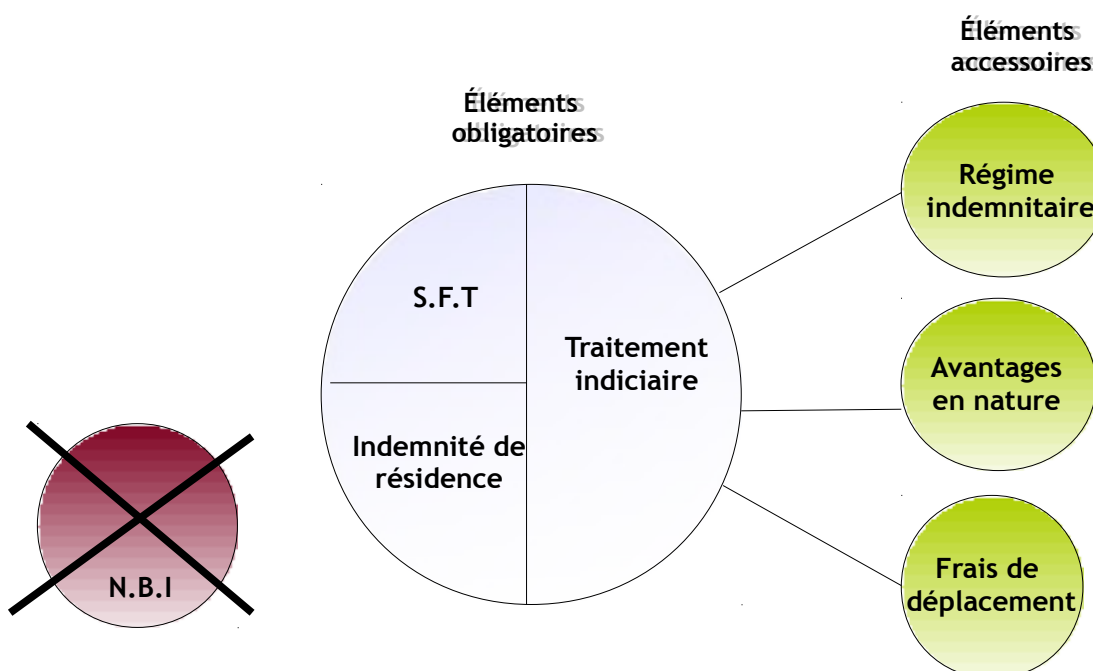 Éléments
accessoires
Éléments
obligatoires
Régime
indemnitaire
S.F.T
Traitement
indiciaire
Avantages
en nature
Indemnité de
résidence
N.B.I
Frais de
déplacement